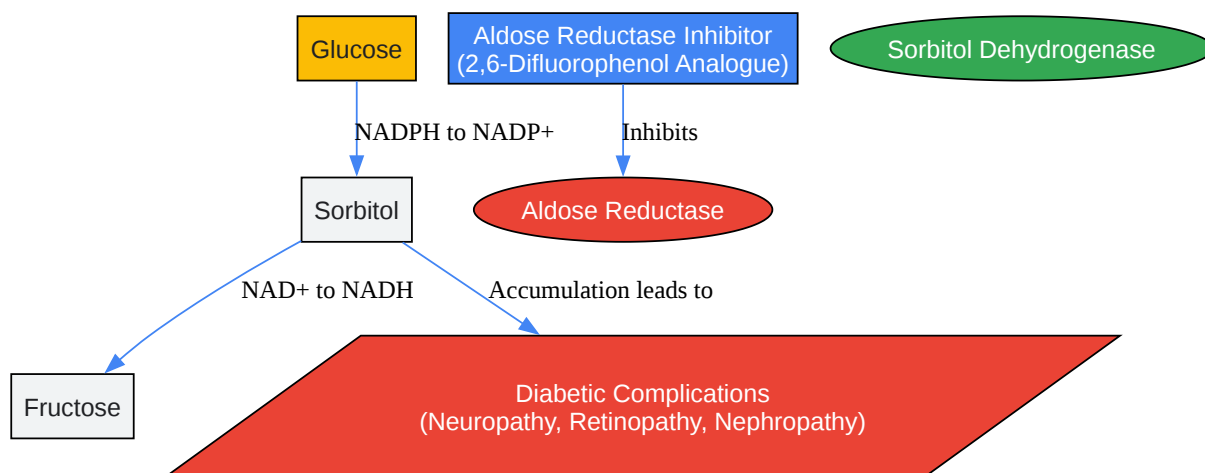 Glucose
Aldose Reductase Inhibitor
(2,6-Difluorophenol Analogue)
Sorbitol Dehydrogenase
NADPH to NADP+
Inhibits
Sorbitol
Aldose Reductase
NAD+ to NADH
Accumulation leads to
Fructose
Diabetic Complications
(Neuropathy, Retinopathy, Nephropathy)